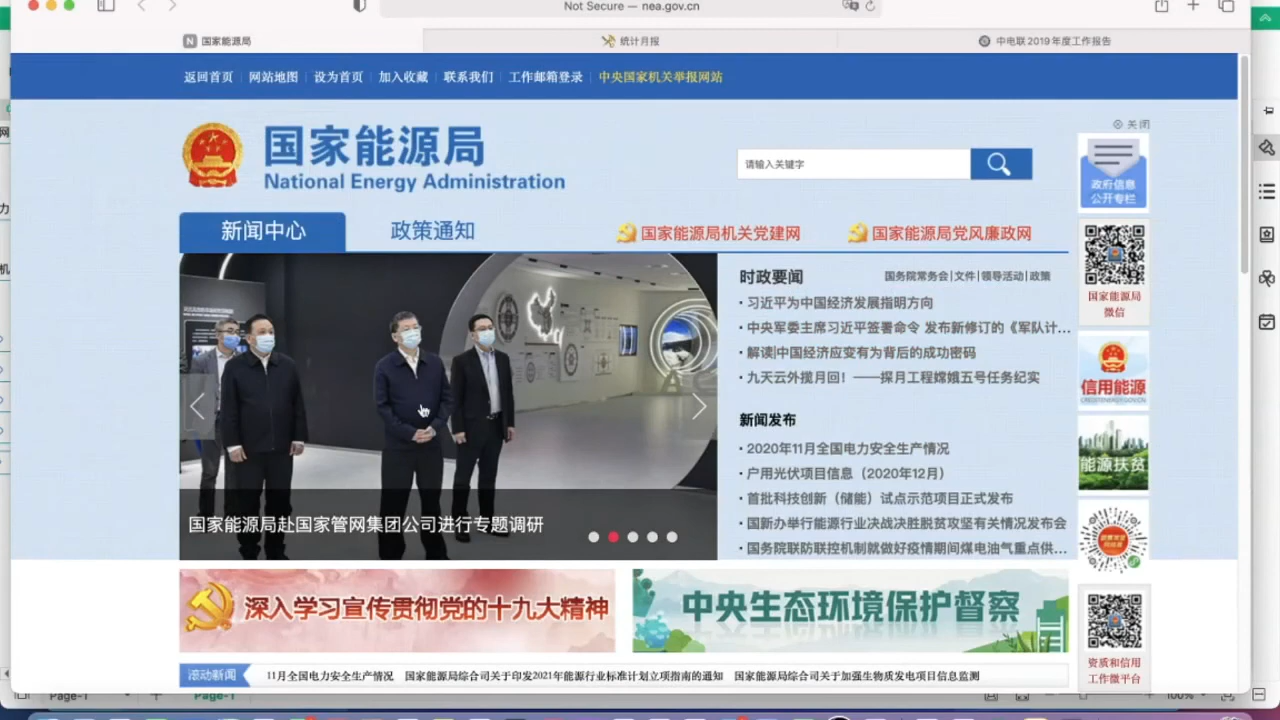 Not Secure — nea.gov.cn
国家能源局
统计月报
中电联2019年度工作报告
返回首页 | 网站地图 | 设为首页 | 加入收藏 | 联系我们 | 工作邮箱登录 | 中央国家机关举报网站
关闭
国家能源局
National Energy Administration
请输入关键字
政府信息
公开专栏
新闻中心
政策通知
国家能源局机关党建网
国家能源局党风廉政网
时政要闻
国务院常务会|文件|领导活动|政策
· 习近平为中国经济发展指明方向
· 中央军委主席习近平签署命令 发布新修订的《军队计...
· 解读|中国经济应变有为背后的成功密码
· 九天云外揽月回！——探月工程嫦娥五号任务纪实
新闻发布
· 2020年11月全国电力安全生产情况
· 户用光伏项目信息（2020年12月）
· 首批科技创新（储能）试点示范项目正式发布
· 国新办举行能源行业决战决胜脱贫攻坚有关情况发布会
· 国务院联防联控机制就做好疫情期间煤电油气重点供...
国家能源局赴国家管网集团公司进行专题调研
国家能源局
微信
信用能源
能源扶贫
深入学习宣传贯彻党的十九大精神
中央生态环境保护督察
资质和信用
工作微平台
滚动新闻
11月全国电力安全生产情况 国家能源局综合司关于印发2021年能源行业标准计划立项指南的通知 国家能源局综合司关于加强生物质发电项目信息监测
Page-1
Page-1
100%